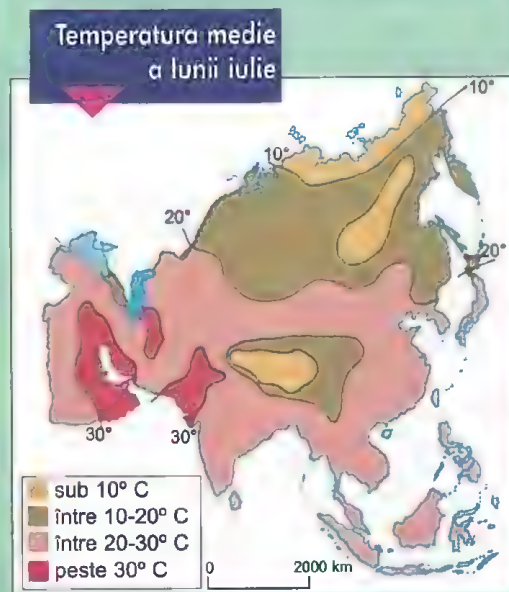 Temperatura medie
a lunii iulie
10°
10°
20°
20°
30°
30°
sub 10° C
între 10-20° C
între 20-30° C
peste 30° C
0 2000 km